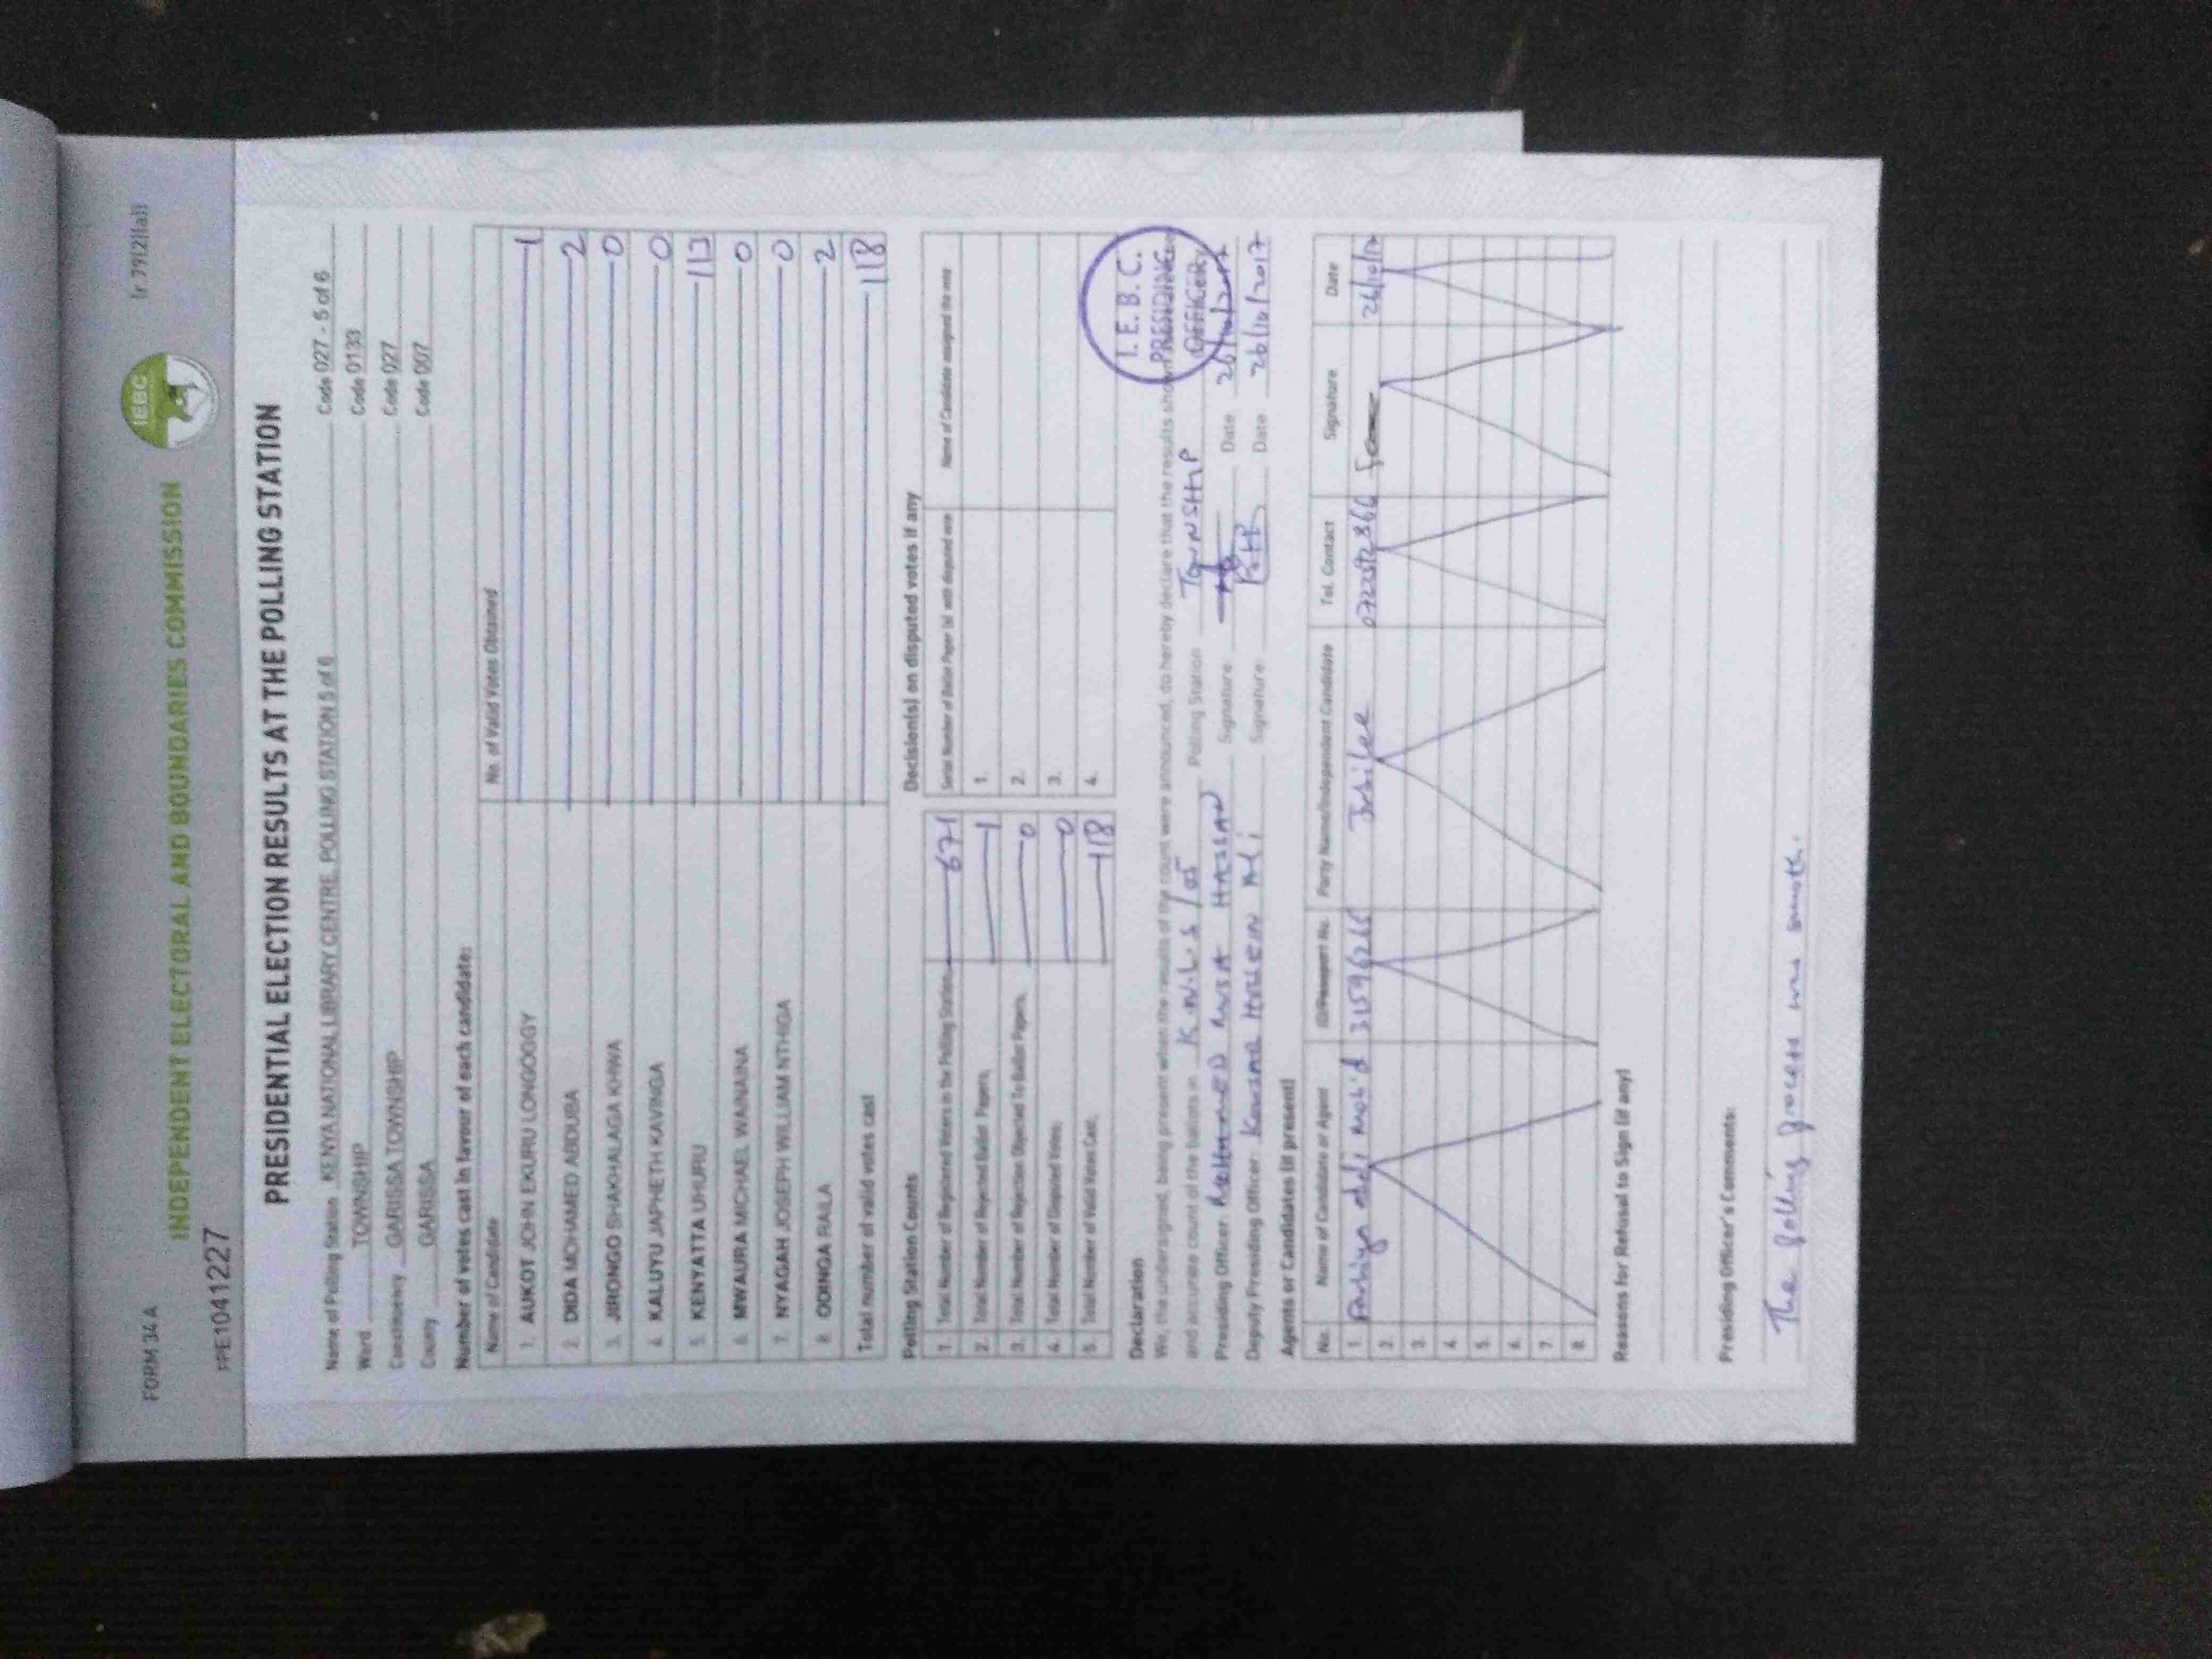 FORM 34 A
(r.79(2)(a))
IEBC
INDEPENDENT ELECTORAL AND BOUNDARIES COMMISSION
PE1041227
PRESIDENTIAL ELECTION RESULTS AT THE POLLING STATION
Name of Polling Station KENYA NATIONAL LIBRARY CENTRE, POLLING STATION 5 of 6 Code 027 - 5 of 6
Ward TOWNSHIP Code 0133
Constituency GARISSA TOWNSHIP Code 027
County GARISSA Code 007
Number of votes cast in favour of each candidate:
Name of Candidate No. of Valid Votes Obtained
1. AUKOT JOHN EKURU LONGOGGY 1
2. DIDA MOHAMED ABDUBA 2
3. JIRONGO SHAKHALAGA KHWA 0
4. KALUYU JAPHETH KAVINGA 0
5. KENYATTA UHURU 113
6. MWAURA MICHAEL WAINAINA 0
7. NYAGAH JOSEPH WILLIAM NTHIGA 0
8. ODINGA RAILA 2
Total number of valid votes cast 118
Polling Station Counts
1. Total Number of Registered Voters in the Polling Station 671
2. Total Number of Rejected Ballot Papers 1
3. Total Number of Rejection Objected To Ballot Papers 0
4. Total Number of Disputed Votes 0
5. Total Number of Valid Votes Cast 118
Decision(s) on disputed votes if any
Serial Number of Ballot Paper (s) with disputed vote Name of Candidate assigned the vote
1.
2.
3.
4.
I.E.B.C.
PRESIDING
OFFICER
Declaration
We, the undersigned, being present when the results of the count were announced, do hereby declare that the results shown
and accurate count of the ballots in K.N.L.S/05 Polling Station TOWNSHIP
Presiding Officer: MOHAMED MUSA HASSAN Signature: Date 26/10/2017
Deputy Presiding Officer: KAUSAR HUSSEIN Ali Signature: Date 26/10/2017
Agents or Candidates (if present)
No. Name of Candidate or Agent ID/Passport No. Party Name/Independent Candidate Tel. Contact Signature Date
1. 31596266 Jubilee 26/10/17
2.
3.
4.
5.
6.
7.
8.
Reasons for Refusal to Sign (if any)
Presiding Officer's Comments:
The polling process was smooth.